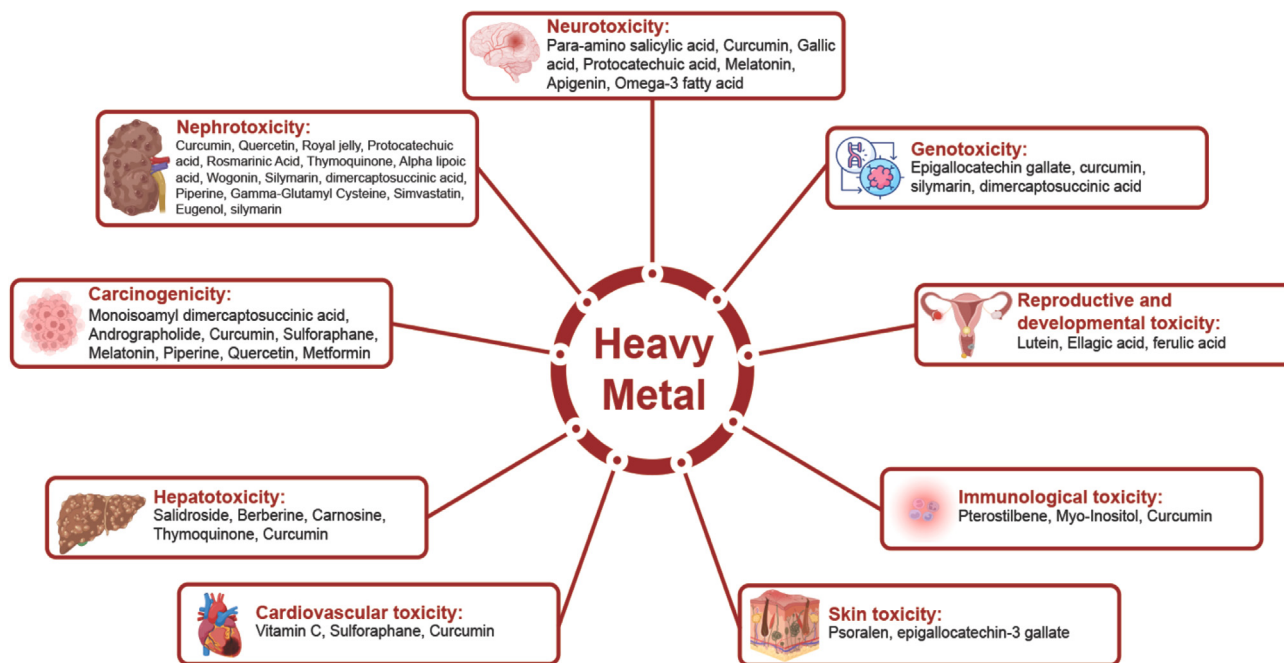 Neurotoxicity:
Para-amino salicylic acid, Curcumin, Gallic
acid, Protocatechuic acid, Melatonin,
Apigenin, Omega-3 fatty acid
Nephrotoxicity:
Curcumin, Quercetin, Royal jelly, Protocatechuic
acid, Rosmarinic Acid, Thymoquinone, Alpha lipoic
acid, Wogonin, Silymarin, dimercaptosuccinic acid,
Piperine, Gamma-Glutamyl Cysteine, Simvastatin,
Eugenol, silymarin
Genotoxicity:
Epigallocatechin gallate, curcumin,
silymarin, dimercaptosuccinic acid
Carcinogenicity:
Monoisoamyl dimercaptosuccinic acid,
Andrographolide, Curcumin, Sulforaphane,
Melatonin, Piperine, Quercetin, Metformin
Heavy
Metal
Reproductive and
developmental toxicity:
Lutein, Ellagic acid, ferulic acid
Hepatotoxicity:
Salidroside, Berberine, Carnosine,
Thymoquinone, Curcumin
Immunological toxicity:
Pterostilbene, Myo-Inositol, Curcumin
Cardiovascular toxicity:
Vitamin C, Sulforaphane, Curcumin
Skin toxicity:
Psoralen, epigallocatechin-3 gallate